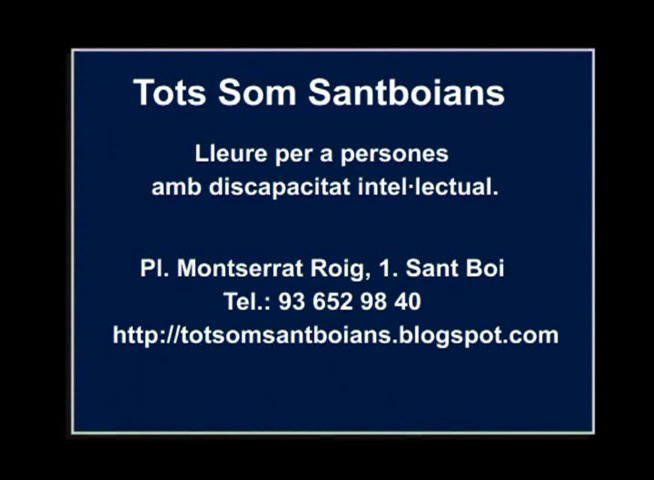 Tots Som Santboians
Lleure per a persones
amb discapacitat intel·lectual.
Pl. Montserrat Roig, 1. Sant Boi
Tel.: 93 652 98 40
http://totsomsantboians.blogspot.com